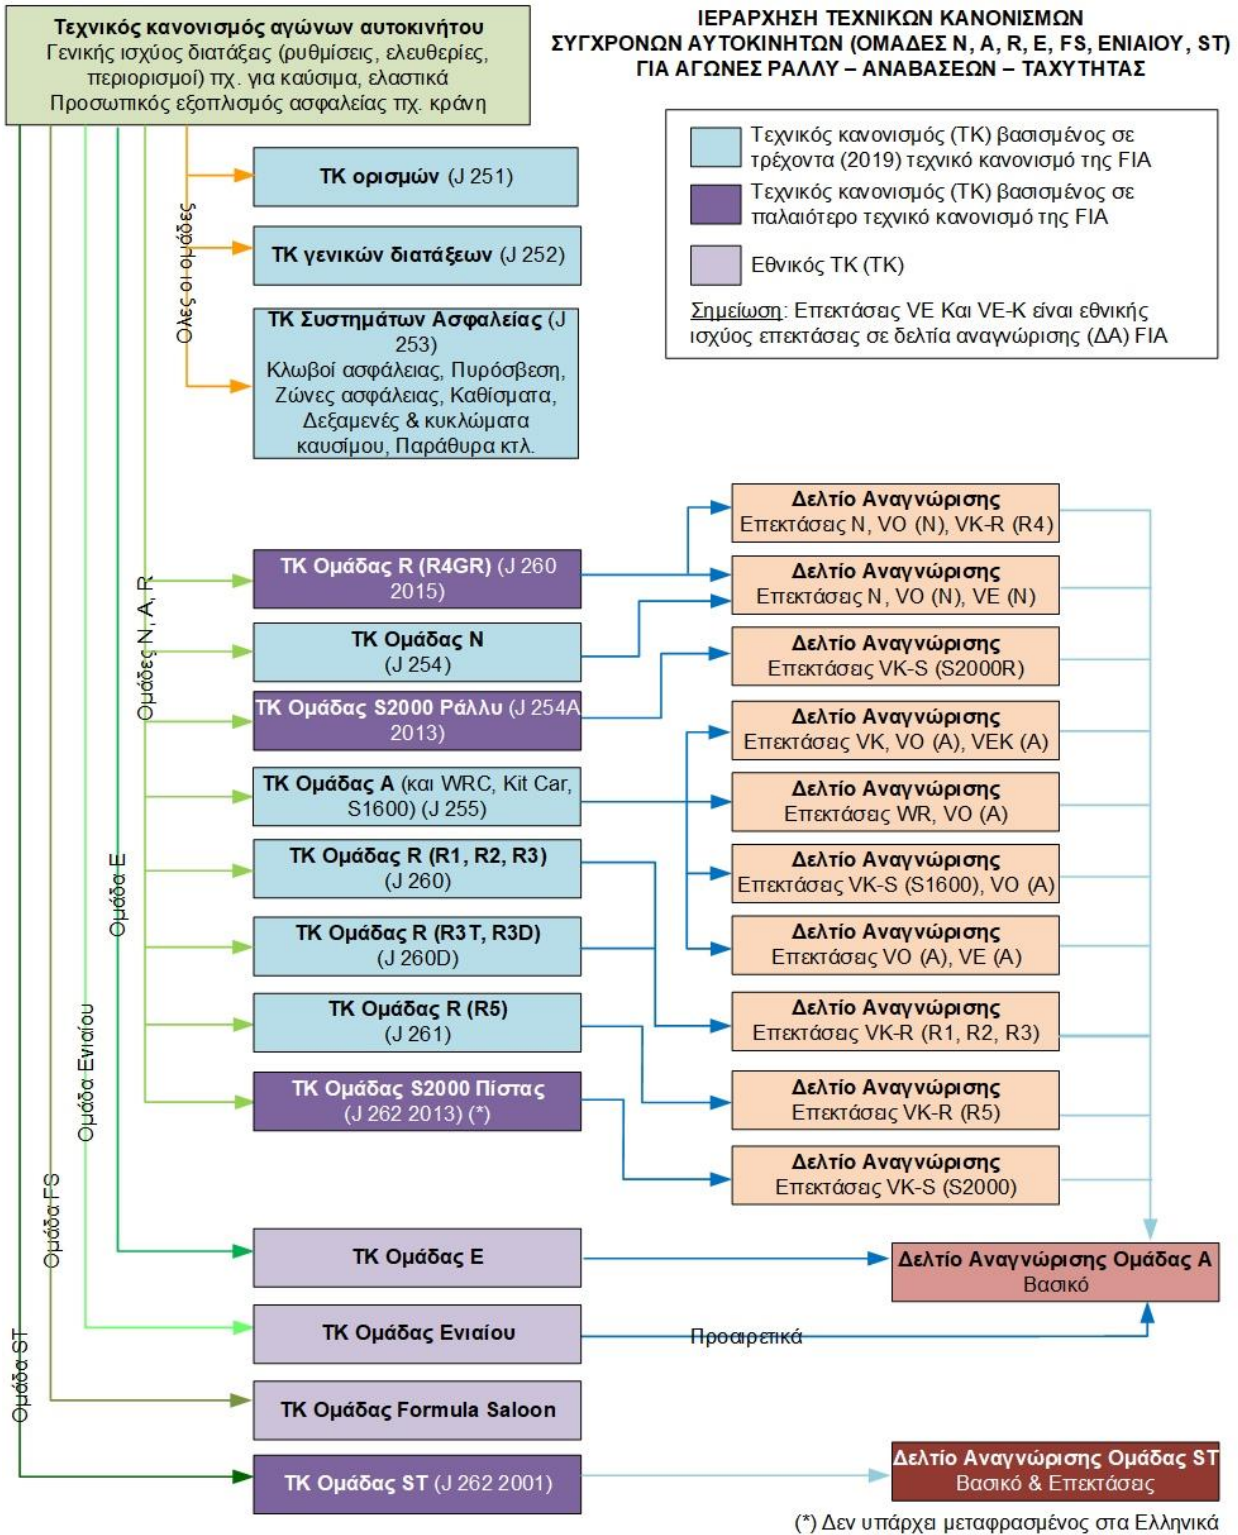 Τεχνικός κανονισμός αγώνων αυτοκινήτου
Γενικής ισχύος διατάξεις (ρυθμίσεις, ελευθερίες,
περιορισμοί) πχ. για καύσιμα, ελαστικά
Προσωπικός εξοπλισμός ασφαλείας πχ. κράνη
ΙΕΡΑΡΧΗΣΗ ΤΕΧΝΙΚΩΝ ΚΑΝΟΝΙΣΜΩΝ
ΣΥΓΧΡΟΝΩΝ ΑΥΤΟΚΙΝΗΤΩΝ (ΟΜΑΔΕΣ N, A, R, E, FS, ΕΝΙΑΙΟΥ, ST)
ΓΙΑ ΑΓΩΝΕΣ ΡΑΛΛΥ – ΑΝΑΒΑΣΕΩΝ – ΤΑΧΥΤΗΤΑΣ
Τεχνικός κανονισμός (ΤΚ) βασισμένος σε
τρέχοντα (2019) τεχνικό κανονισμό της FIA
Τεχνικός κανονισμός (ΤΚ) βασισμένος σε
παλαιότερο τεχνικό κανονισμό της FIA
Εθνικός ΤΚ (ΤΚ)
Σημείωση: Επεκτάσεις VE Και VE-K είναι εθνικής
ισχύος επεκτάσεις σε δελτία αναγνώρισης (ΔΑ) FIA
Όλες οι ομάδες
ΤΚ ορισμών (J 251)
ΤΚ γενικών διατάξεων (J 252)
ΤΚ Συστημάτων Ασφαλείας (J
253)
Κλωβοί ασφάλειας, Πυρόσβεση,
Ζώνες ασφάλειας, Καθίσματα,
Δεξαμενές & κυκλώματα
καυσίμου, Παράθυρα κτλ.
Ομάδες N, A, R
ΤΚ Ομάδας R (R4GR) (J 260
2015)
ΤΚ Ομάδας N
(J 254)
ΤΚ Ομάδας S2000 Ράλλυ (J 254A
2013)
ΤΚ Ομάδας Α (και WRC, Kit Car,
S1600) (J 255)
ΤΚ Ομάδας R (R1, R2, R3)
(J 260)
ΤΚ Ομάδας R (R3T, R3D)
(J 260D)
ΤΚ Ομάδας R (R5)
(J 261)
ΤΚ Ομάδας S2000 Πίστας
(J 262 2013) (*)
Δελτίο Αναγνώρισης
Επεκτάσεις N, VO (N), VK-R (R4)
Δελτίο Αναγνώρισης
Επεκτάσεις N, VO (N), VE (N)
Δελτίο Αναγνώρισης
Επεκτάσεις VK-S (S2000R)
Δελτίο Αναγνώρισης
Επεκτάσεις VK, VO (A), VEK (A)
Δελτίο Αναγνώρισης
Επεκτάσεις WR, VO (A)
Δελτίο Αναγνώρισης
Επεκτάσεις VK-S (S1600), VO (A)
Δελτίο Αναγνώρισης
Επεκτάσεις VO (A), VE (A)
Δελτίο Αναγνώρισης
Επεκτάσεις VK-R (R1, R2, R3)
Δελτίο Αναγνώρισης
Επεκτάσεις VK-R (R5)
Δελτίο Αναγνώρισης
Επεκτάσεις VK-S (S2000)
Ομάδα E
ΤΚ Ομάδας E
Δελτίο Αναγνώρισης Ομάδας Α
Βασικό
Ομάδα Ενιαίου
ΤΚ Ομάδας Ενιαίου
Προαιρετικά
Ομάδα FS
ΤΚ Ομάδας Formula Saloon
Ομάδα ST
ΤΚ Ομάδας ST (J 262 2001)
Δελτίο Αναγνώρισης Ομάδας ST
Βασικό & Επεκτάσεις
(*) Δεν υπάρχει μεταφρασμένος στα Ελληνικά